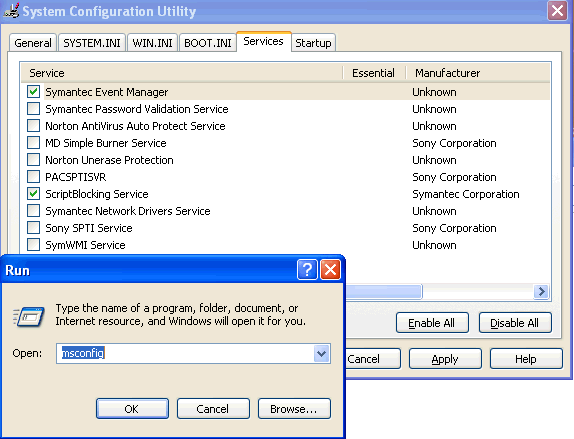 System Configuration Utility
General SYSTEM.INI WIN.INI BOOT.INI Services Startup
Service Essential Manufacturer
Symantec Event Manager Unknown
Symantec Password Validation Service Unknown
Norton AntiVirus Auto Protect Service Unknown
MD Simple Burner Service Sony Corporation
Norton Unerase Protection Unknown
PACSPTISVR Sony Corporation
ScriptBlocking Service Symantec Corporation
Symantec Network Drivers Service Unknown
Sony SPTI Service Sony Corporation
SymWMI Service Unknown
Enable All Disable All
Cancel Apply Help
Run
Type the name of a program, folder, document, or
Internet resource, and Windows will open it for you.
Open: msconfig
OK Cancel Browse...